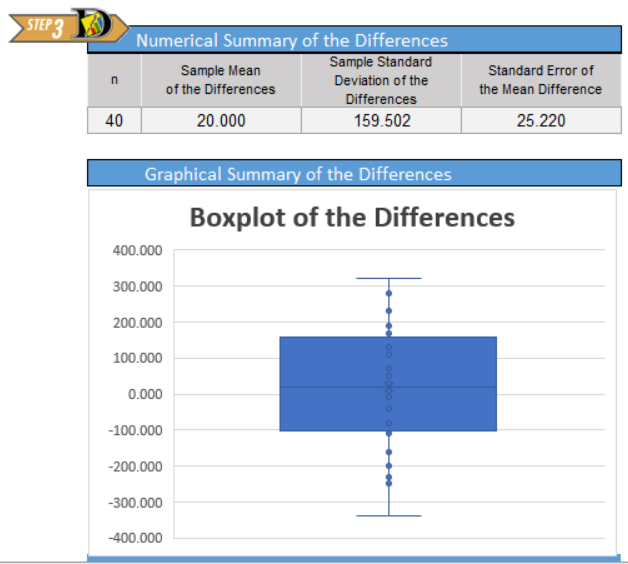 STEP 3
Numerical Summary of the Differences
n
Sample Mean
of the Differences
Sample Standard
Deviation of the
Differences
Standard Error of
the Mean Difference
40 20.000 159.502 25.220
Graphical Summary of the Differences
Boxplot of the Differences
400.000
300.000
200.000
100.000
0.000
-100.000
-200.000
-300.000
-400.000